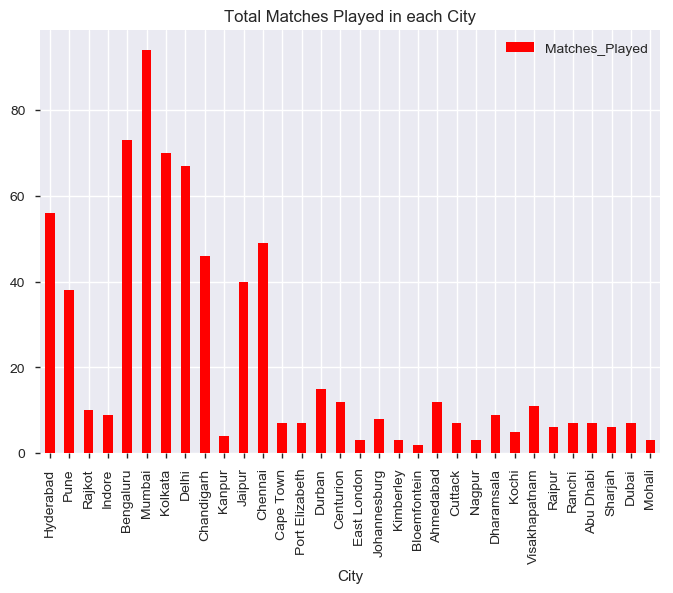 Total Matches Played in each City
Matches_Played
80
60
40
20
0
Hyderabad
Pune
Rajkot
Indore
Bengaluru
Mumbai
Kolkata
Delhi
Chandigarh
Kanpur
Jaipur
Chennai
Cape Town
Port Elizabeth
Durban
Centurion
East London
Johannesburg
Kimberley
Bloemfontein
Ahmedabad
Cuttack
Nagpur
Dharamsala
Kochi
Visakhapatnam
Raipur
Ranchi
Abu Dhabi
Sharjah
Dubai
Mohali
City